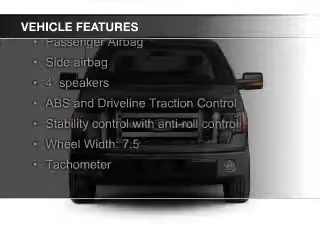 VEHICLE FEATURES
• Passenger Airbag
• Side airbag
• 4 speakers
• ABS and Driveline Traction Control
• Stability control with anti-roll control
• Wheel Width: 7.5
• Tachometer